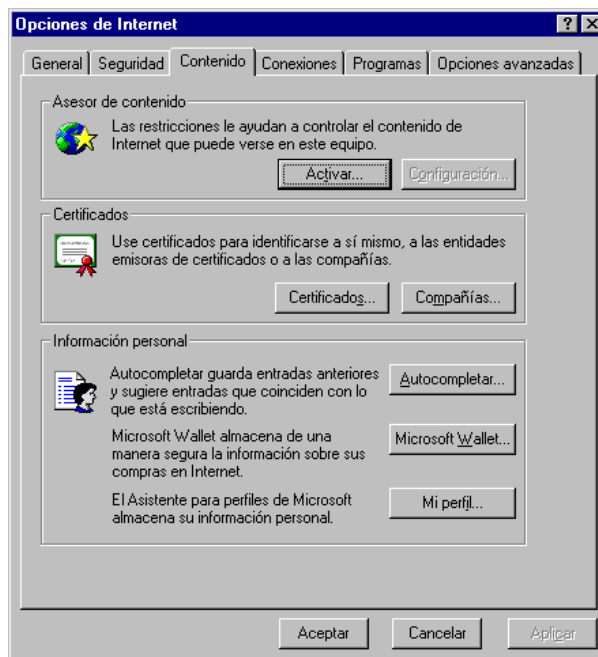 Opciones de Internet
General Seguridad Contenido Conexiones Programas Opciones avanzadas
Asesor de contenido
Las restricciones le ayudan a controlar el contenido de
Internet que puede verse en este equipo.
Activar... Configuración...
Certificados
Use certificados para identificarse a sí mismo, a las entidades
emisoras de certificados o a las compañías.
Certificados... Compañías...
Información personal
Autocompletar guarda entradas anteriores
y sugiere entradas que coinciden con lo
que está escribiendo.
Autocompletar...
Microsoft Wallet almacena de una
manera segura la información sobre sus
compras en Internet.
Microsoft Wallet...
El Asistente para perfiles de Microsoft
almacena su información personal.
Mi perfil...
Aceptar Cancelar Aplicar